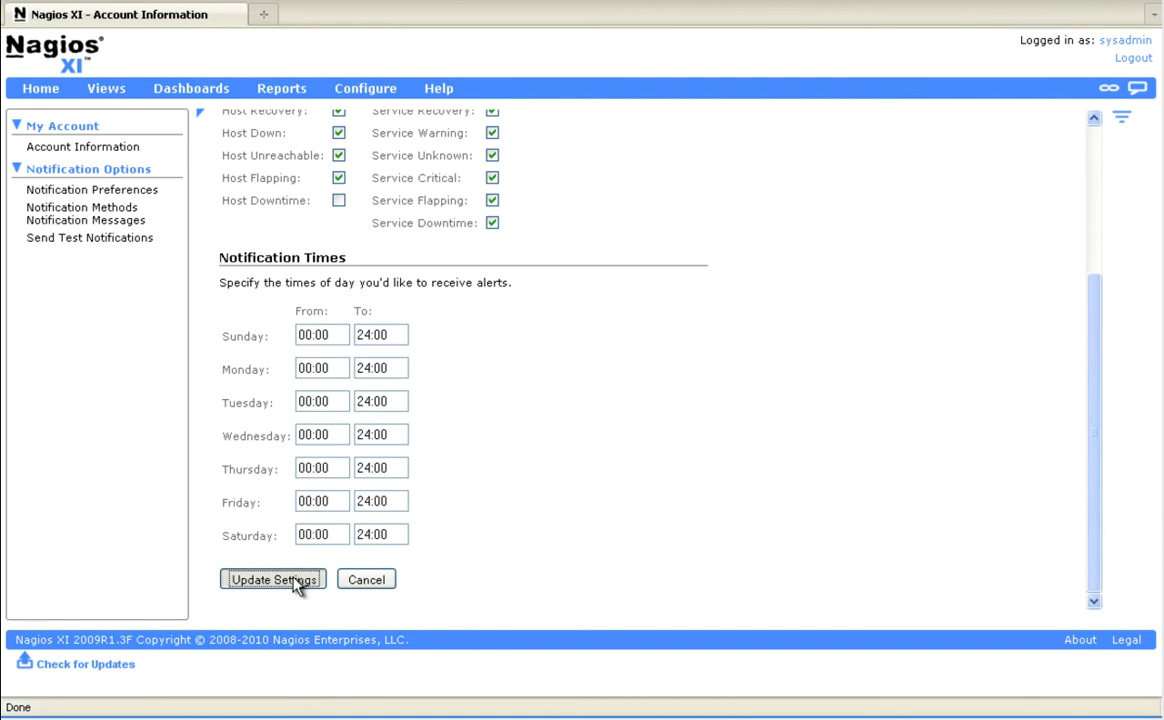 Nagios XI - Account Information
Nagios®
XI™
Logged in as: sysadmin
Logout
Home Views Dashboards Reports Configure Help
My Account
Account Information
Notification Options
Notification Preferences
Notification Methods
Notification Messages
Send Test Notifications
Host Recovery: Service Recovery:
Host Down: Service Warning:
Host Unreachable: Service Unknown:
Host Flapping: Service Critical:
Host Downtime: Service Flapping:
Service Downtime:
Notification Times
Specify the times of day you'd like to receive alerts.
From: To:
Sunday: 00:00 24:00
Monday: 00:00 24:00
Tuesday: 00:00 24:00
Wednesday: 00:00 24:00
Thursday: 00:00 24:00
Friday: 00:00 24:00
Saturday: 00:00 24:00
Update Settings Cancel
Nagios XI 2009R1.3F Copyright © 2008-2010 Nagios Enterprises, LLC. About Legal
Check for Updates
Done